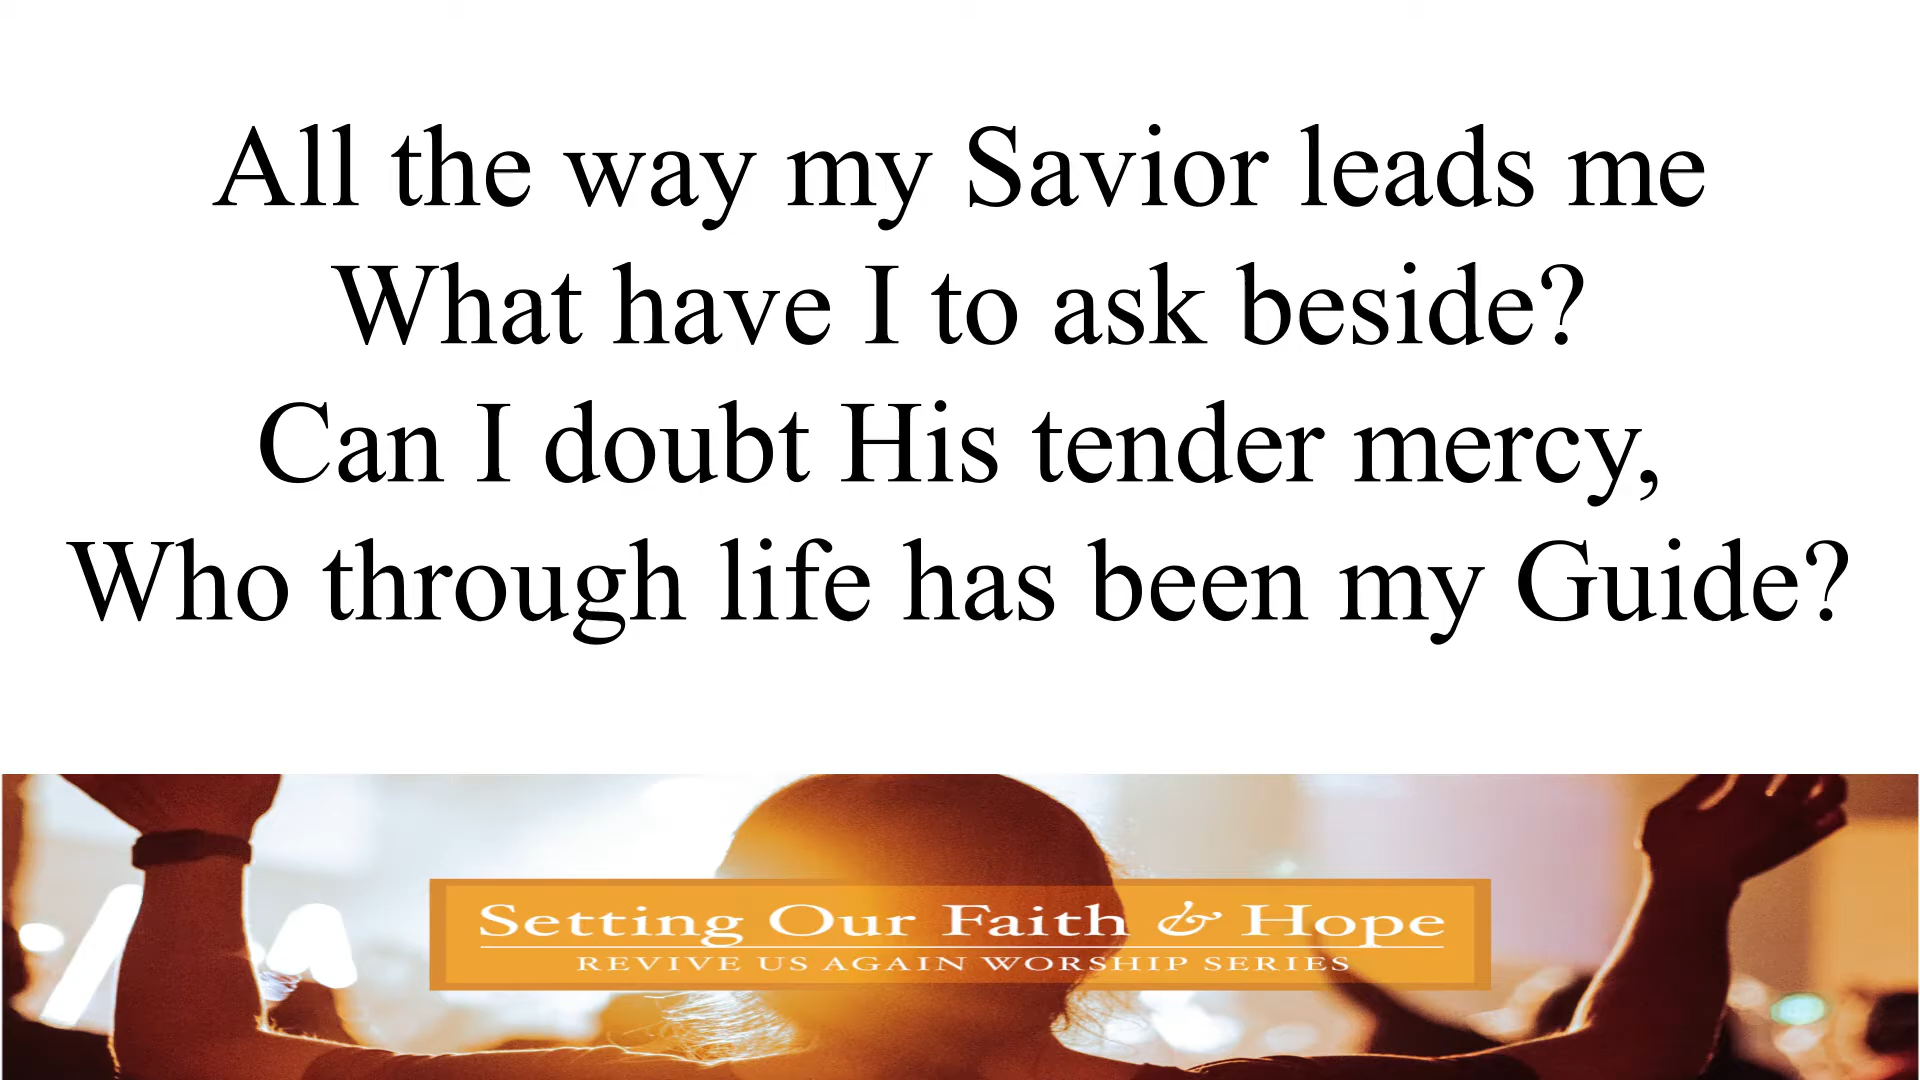 All the way my Savior leads me
What have I to ask beside?
Can I doubt His tender mercy,
Who through life has been my Guide?
Setting Our Faith & Hope
REVIVE US AGAIN WORSHIP SERIES